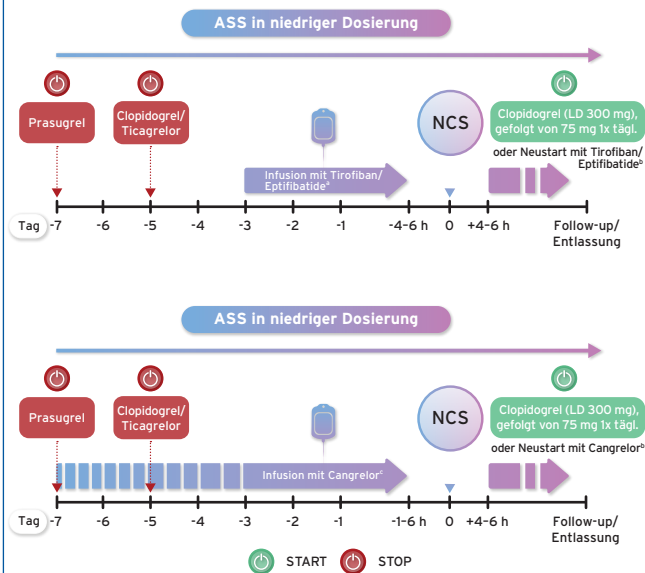 ASS in niedriger Dosierung
Prasugrel
Clopidogrel/
Ticagrelor
NCS
Clopidogrel (LD 300 mg),
gefolgt von 75 mg 1x tägl.
oder Neustart mit Tirofiban/
Eptifibatideᵇ
Infusion mit Tirofiban/
Eptifibatideᵃ
Tag -7 -6 -5 -4 -3 -2 -1 -4-6 h 0 +4-6 h Follow-up/
Entlassung
ASS in niedriger Dosierung
Prasugrel
Clopidogrel/
Ticagrelor
NCS
Clopidogrel (LD 300 mg),
gefolgt von 75 mg 1x tägl.
oder Neustart mit Cangrelorᵇ
Infusion mit Cangrelorᶜ
Tag -7 -6 -5 -4 -3 -2 -1 -1-6 h 0 +4-6 h Follow-up/
Entlassung
START STOP